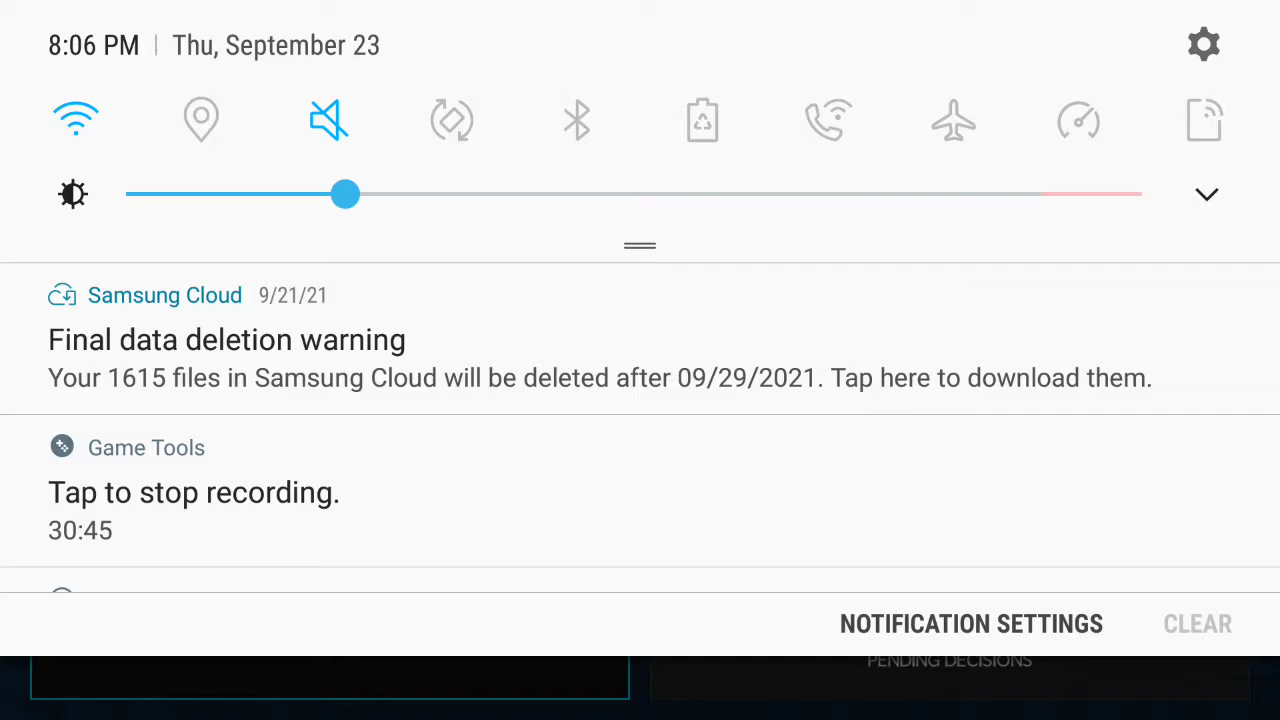 8:06 PM | Thu, September 23
Samsung Cloud 9/21/21
Final data deletion warning
Your 1615 files in Samsung Cloud will be deleted after 09/29/2021. Tap here to download them.
Game Tools
Tap to stop recording.
30:45
NOTIFICATION SETTINGS CLEAR
PENDING DECISIONS